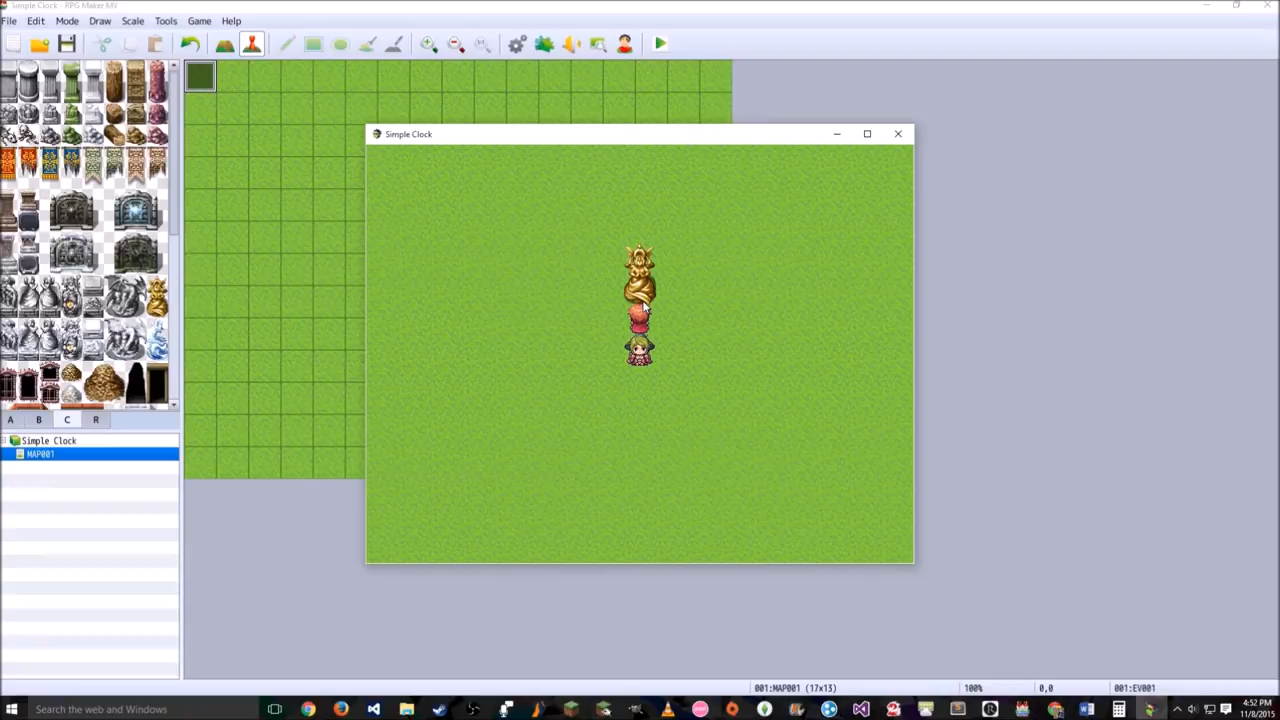 Simple Clock - RPG Maker MV
File Edit Mode Draw Scale Tools Game Help
Simple Clock
A B C R
Simple Clock
MAP001
001:MAP001 (17x13) 100% 0,0 001:EV001
Search the web and Windows
4:52 PM
11/8/2015